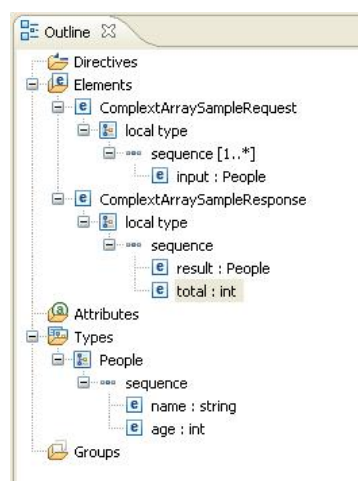 Outline
Directives
Elements
ComplextArraySampleRequest
local type
sequence [1..*]
input : People
ComplextArraySampleResponse
local type
sequence
result : People
total : int
Attributes
Types
People
sequence
name : string
age : int
Groups